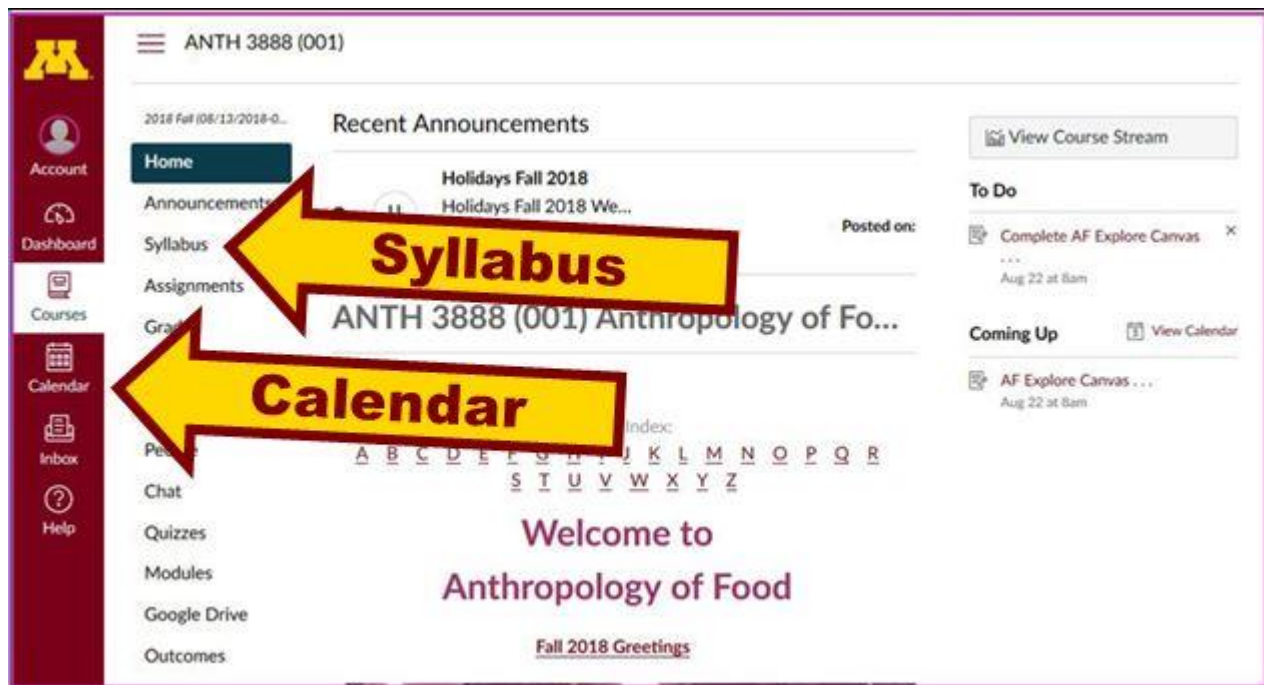 M
ANTH 3888 (001)
Account
Dashboard
Courses
Calendar
Inbox
Help
2018 Fall (08/13/2018-0...
Home
Announcements
Syllabus
Assignments
People
Chat
Quizzes
Modules
Google Drive
Outcomes
Syllabus
Calendar
Recent Announcements
Holidays Fall 2018
Holidays Fall 2018 We...
Posted on:
ANTH 3888 (001) Anthropology of Fo...
Index:
A B C D E F G H I J K L M N O P Q R
S T U V W X Y Z
Welcome to
Anthropology of Food
Fall 2018 Greetings
View Course Stream
To Do
Complete AF Explore Canvas
. . .
Aug 22 at 8am
Coming Up
View Calendar
AF Explore Canvas . . .
Aug 22 at 8am